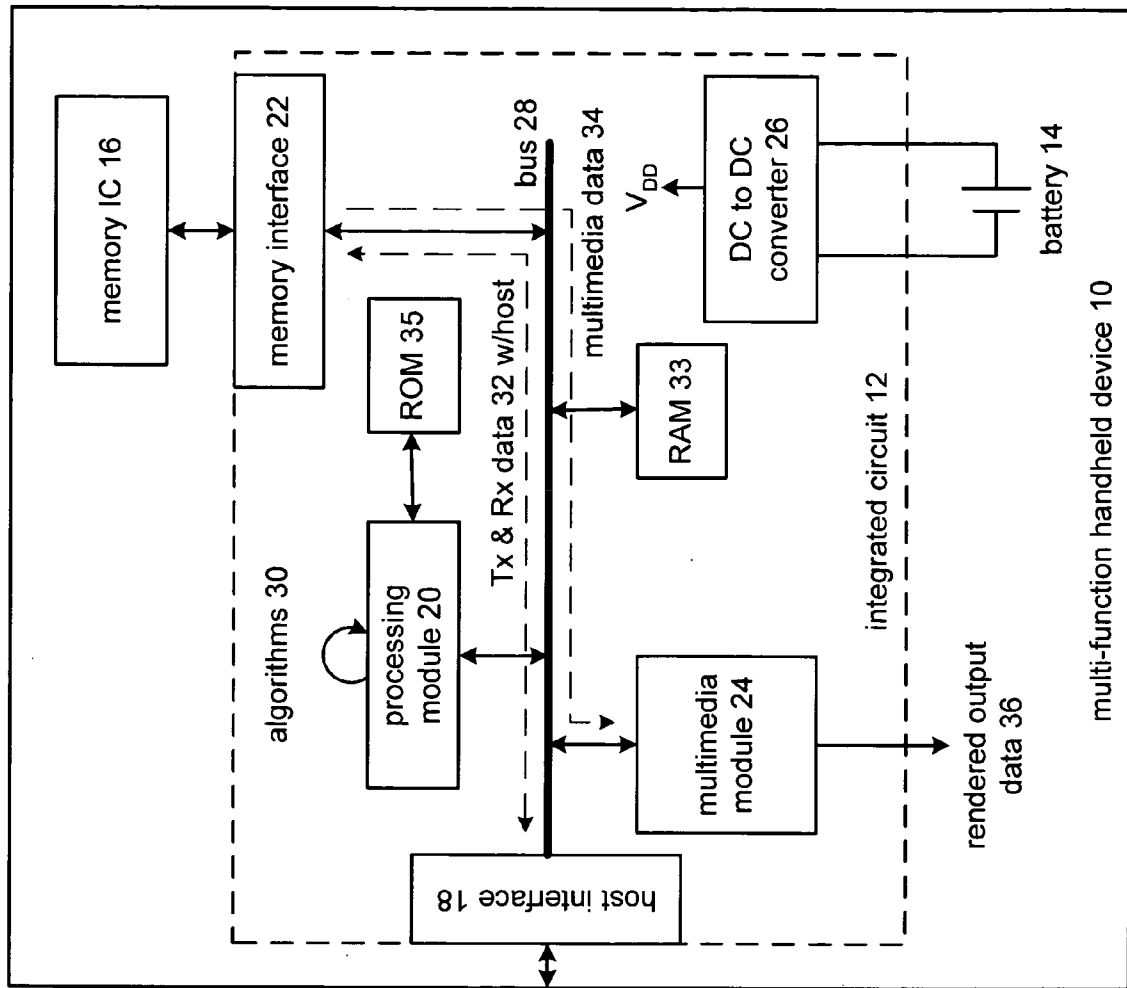 memory IC 16
memory interface 22
algorithms 30
processing
module 20
ROM 35
Tx & Rx data 32 w/host
bus 28
multimedia data 34
host interface 18
multimedia
module 24
RAM 33
V_DD
DC to DC
converter 26
battery 14
integrated circuit 12
rendered output
data 36
multi-function handheld device 10